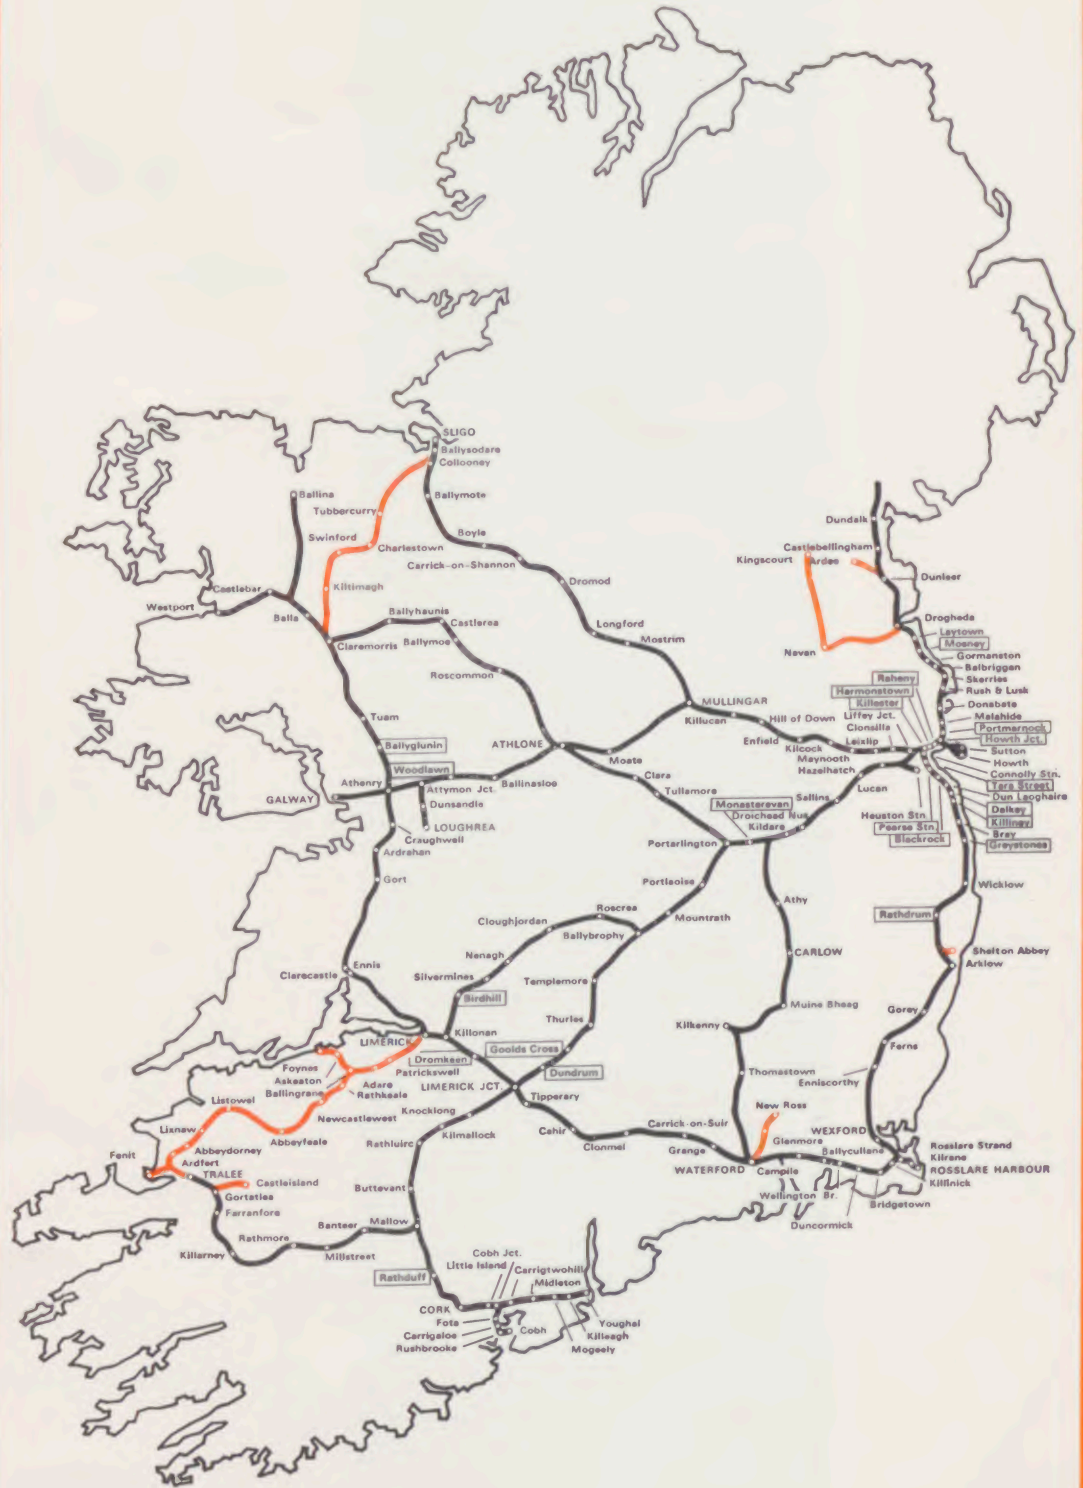 SLIGO
Ballysodare
Collooney
Ballina
Ballymote
Tubbercurry
Swinford
Charlestown
Boyle
Carrick-on-Shannon
Kiltimagh
Dromod
Castlebar
Westport
Balla
Ballyhaunis
Castlerea
Claremorris
Ballymoe
Longford
Mostrim
Roscommon
Dundalk
Castlebellingham
Kingscourt
Ardee
Dunleer
Drogheda
Laytown
Mosney
Navan
Gormanston
Balbriggan
Skerries
Rush & Lusk
Raheny
Harmonstown
Killester
Donabate
Malahide
Liffey Jct.
Clonsilla
Portmarnock
Howth Jct.
Sutton
Howth
Connolly Stn.
Tara Street
Dun Laoghaire
Dalkey
Killiney
Bray
Greystones
MULLINGAR
Killucan
Hill of Down
Enfield
Kilcock
Leixlip
Maynooth
Hazelhatch
Lucan
Heuston Stn.
Pearse Stn.
Blackrock
Tuam
Ballyglunin
ATHLONE
Moate
Woodlawn
Athenry
Attymon Jct.
Ballinasloe
Clara
Tullamore
GALWAY
Dunsandle
LOUGHREA
Craughwell
Ardrahan
Gort
Monasterevan
Droichead Nua
Kildare
Sallins
Portarlington
Portlaoise
Wicklow
Athy
Rathdrum
Roscrea
Cloughjordan
Ballybrophy
Mountrath
Nenagh
CARLOW
Shelton Abbey
Arklow
Ennis
Clarecastle
Silvermines
Templemore
Birdhill
Muine Bheag
Gorey
Thurles
Kilkenny
LIMERICK
Killonan
Goolds Cross
Ferns
Foynes
Dromkeen
Dundrum
Askeaton
Patrickswell
Adare
Ballingrane
Rathkeale
LIMERICK JCT.
Thomastown
Enniscorthy
Tipperary
Listowel
Newcastlewest
Knocklong
New Ross
Lixnaw
Abbeyfeale
Kilmallock
Rathluirc
Cahir
Carrick-on-Suir
Clonmel
Grange
Glenmore
WEXFORD
Ballycullane
Rosslare Strand
Kilrane
ROSSLARE HARBOUR
Killinick
Abbeydorney
Fenit
Ardfert
TRALEE
Castleisland
WATERFORD
Campile
Gortatlea
Buttevant
Wellington Br.
Bridgetown
Farranfore
Duncormick
Banteer
Mallow
Rathmore
Killarney
Millstreet
Rathduff
Cobh Jct.
Little Island
Carrigtwohill
Midleton
CORK
Fota
Carrigaloe
Rushbrooke
Cobh
Youghal
Killeagh
Mogeely